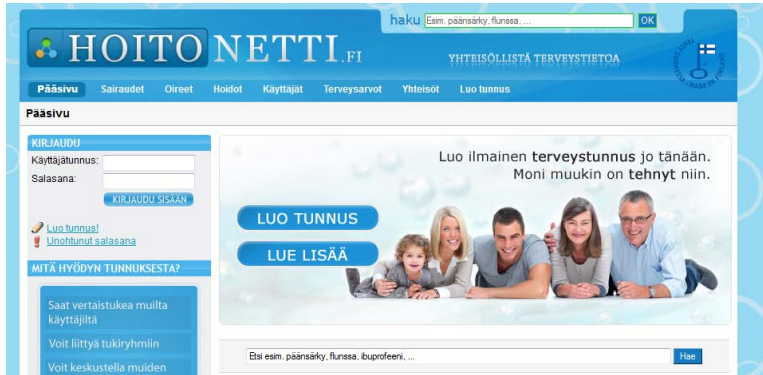 haku Esim. päänsärky, flunssa, ... OK
HOITONETTI.FI
YHTEISÖLLISTÄ TERVEYSTIETOA
Pääsivu Sairaudet Oireet Hoidot Käyttäjät Terveysarvot Yhteisöt Luo tunnus
Pääsivu
KIRJAUDU
Käyttäjätunnus:
Salasana:
KIRJAUDU SISÄÄN
Luo tunnus!
Unohtunut salasana
MITÄ HYÖDYN TUNNUKSESTA?
Saat vertaistukea muilta
käyttäjiltä
Voit liittyä tukiryhmiin
Voit keskustella muiden
Luo ilmainen terveystunnus jo tänään.
Moni muukin on tehnyt niin.
LUO TUNNUS
LUE LISÄÄ
Etsi esim. päänsärky, flunssa, ibuprofeeni, ... Hae